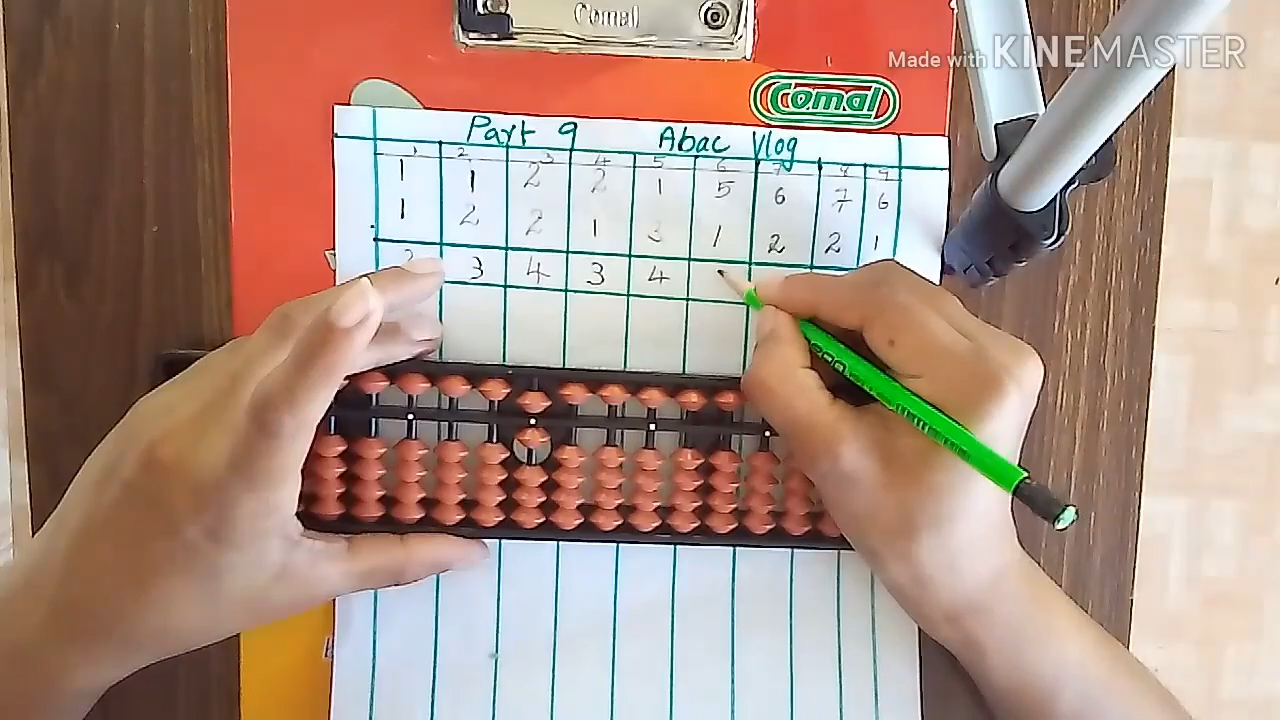 Comal
Made with KINEMASTER
Comal
Part 9 Abac Vlog
1 2 3 4 5 6 7 8 9
1 1 2 2 1 5 6 7 6
1 2 2 1 3 1 2 2 1
2 3 4 3 4